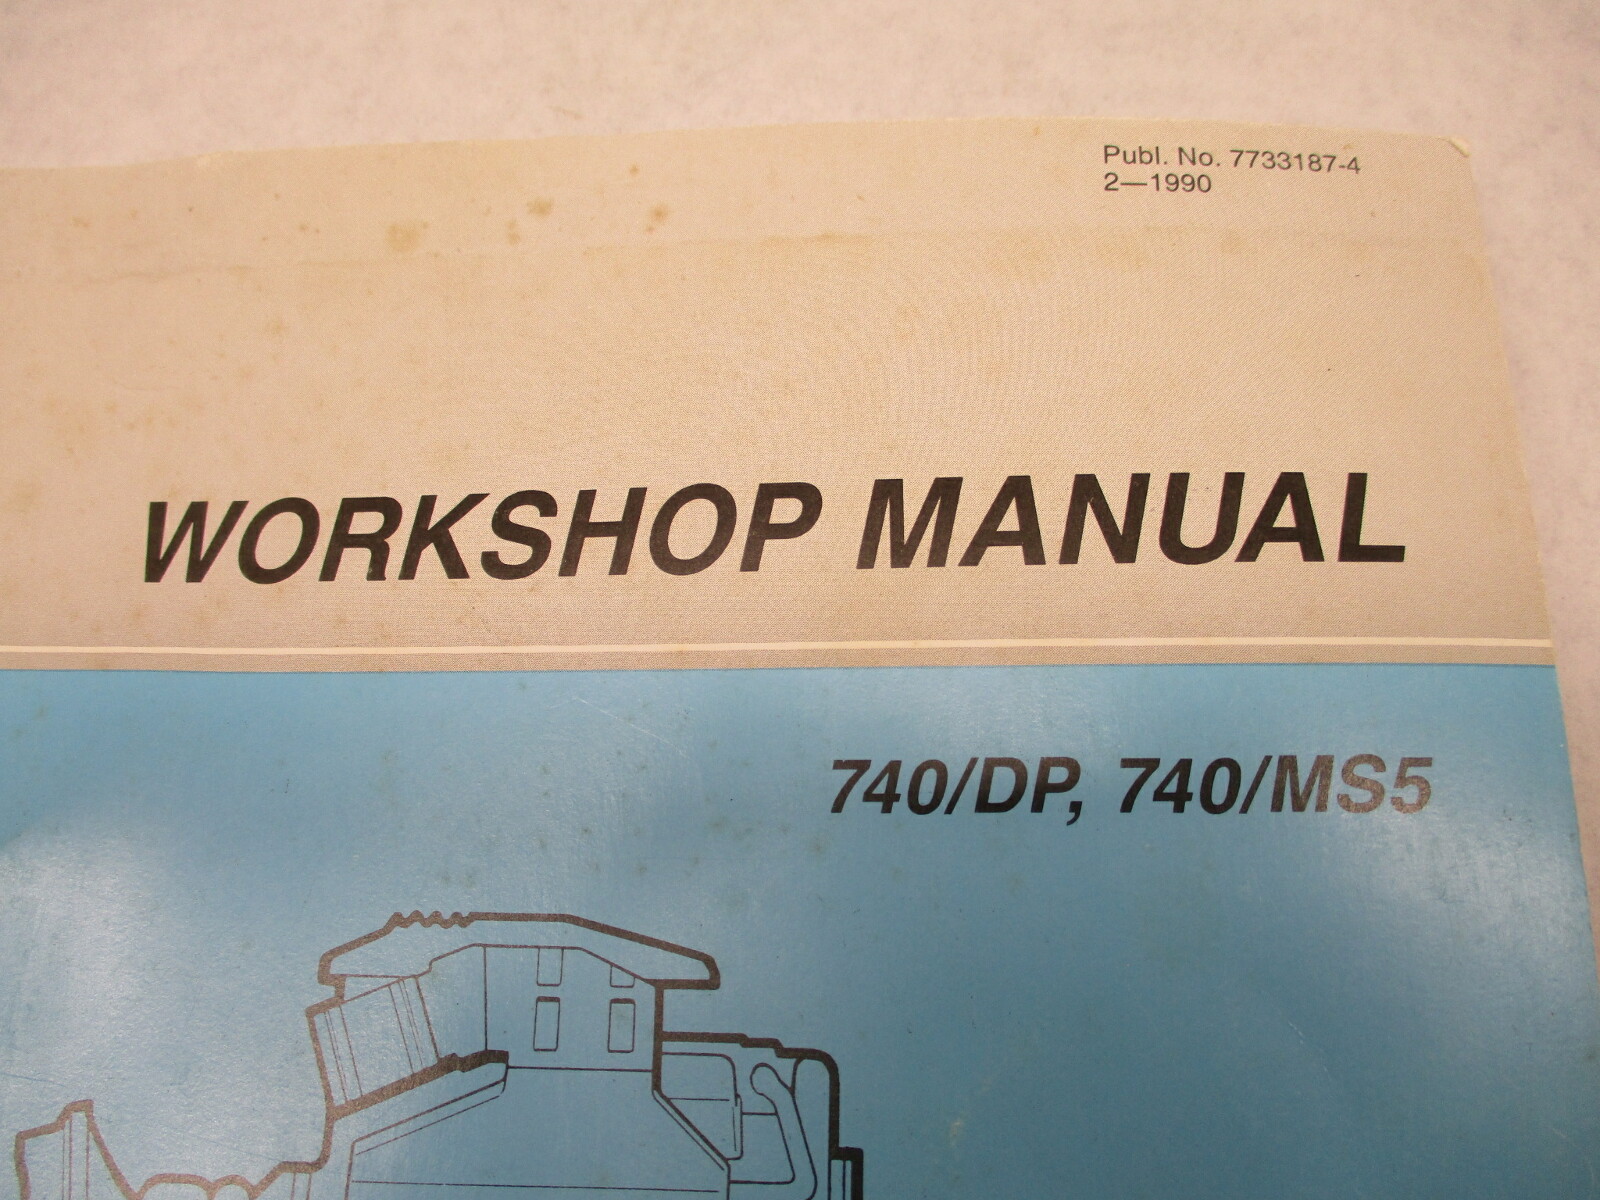 Publ. No. 7733187-4
2—1990
WORKSHOP MANUAL
740/DP, 740/MS5